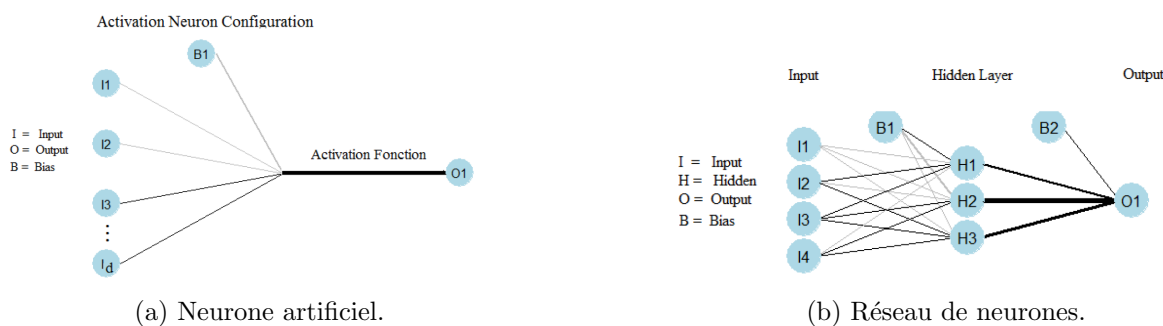 Activation Neuron Configuration
B1
I1
I = Input
O = Output
B = Bias
I2
Activation Fonction
O1
I3
I_d
(a) Neurone artificiel.
Input
Hidden Layer
Output
B1
B2
I1
H1
I = Input
H = Hidden
O = Output
B = Bias
I2
H2
O1
I3
H3
I4
(b) Réseau de neurones.